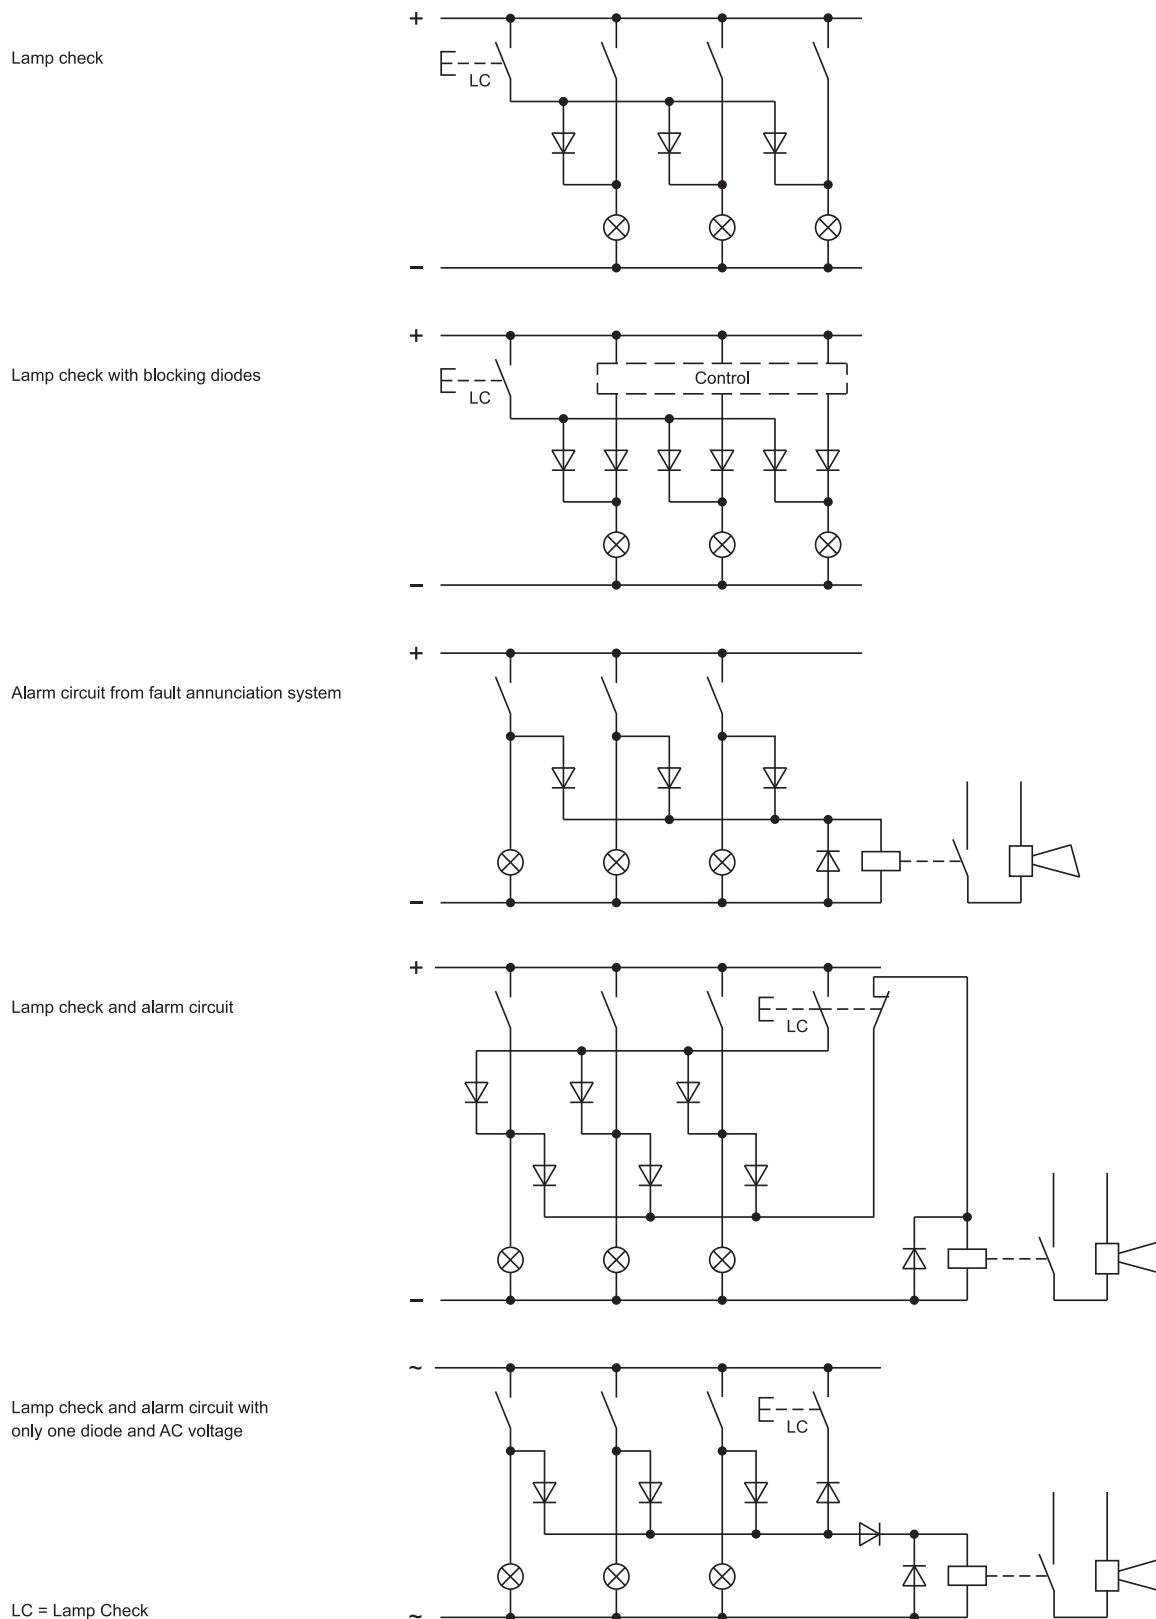 +
Lamp check
LC
−
+
Lamp check with blocking diodes
Control
LC
−
+
Alarm circuit from fault annunciation system
−
+
Lamp check and alarm circuit
LC
−
~
Lamp check and alarm circuit with
only one diode and AC voltage
LC
LC = Lamp Check
~